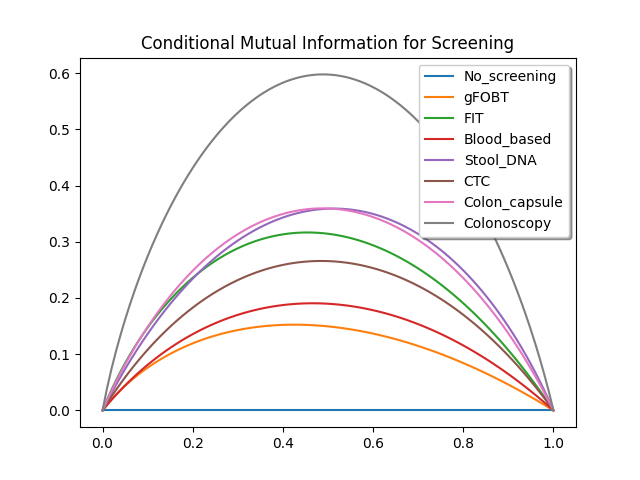 Conditional Mutual Information for Screening
No_screening
gFOBT
FIT
Blood_based
Stool_DNA
CTC
Colon_capsule
Colonoscopy
0.6
0.5
0.4
0.3
0.2
0.1
0.0
0.0 0.2 0.4 0.6 0.8 1.0